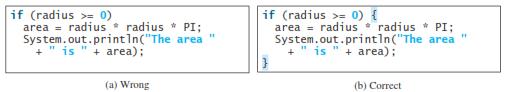 if (radius >= 0)
area = radius * radius * PI;
System.out.println("The area "
+ " is " + area);
(a) Wrong
if (radius >= 0) {
area = radius * radius * PI;
System.out.println("The area "
+ " is " + area);
}
(b) Correct